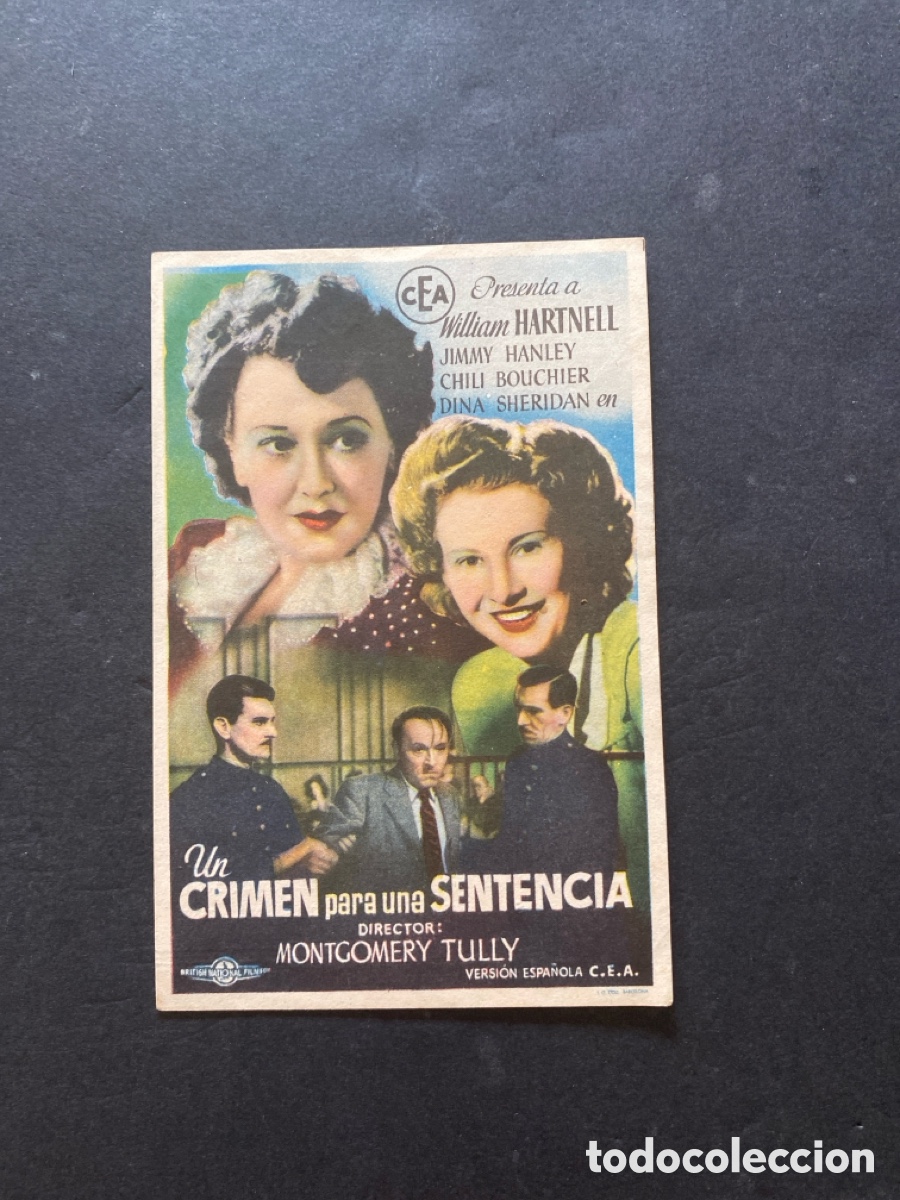 CEA
Presenta a
William HARTNELL
JIMMY HANLEY
CHILI BOUCHIER
DINA SHERIDAN en
Un
CRIMEN para una SENTENCIA
DIRECTOR:
MONTGOMERY TULLY
BRITISH NATIONAL FILMS
VERSIÓN ESPAÑOLA C.E.A.
todocoleccion